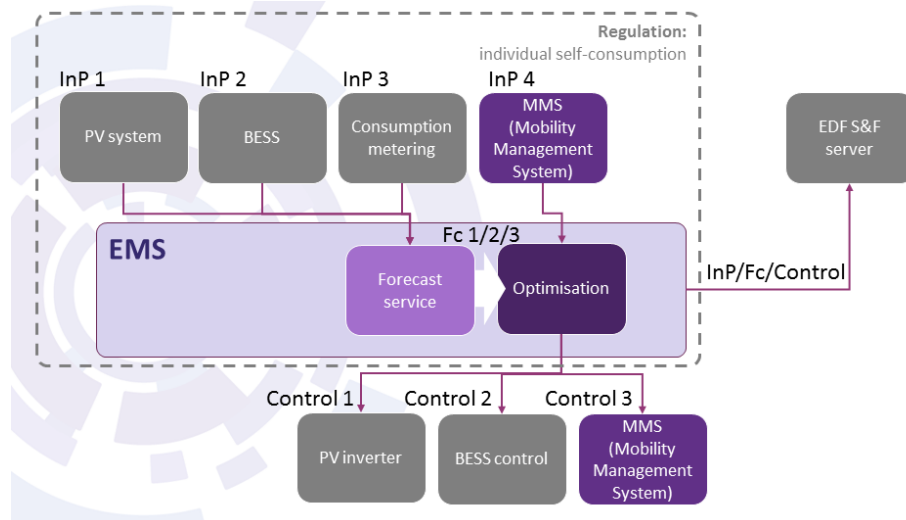 Regulation:
individual self-consumption
InP 1
InP 2
InP 3
InP 4
PV system
BESS
Consumption
metering
MMS
(Mobility
Management
System)
EDF S&F
server
Fc 1/2/3
EMS
Forecast
service
Optimisation
InP/Fc/Control
Control 1
Control 2
Control 3
PV inverter
BESS control
MMS
(Mobility
Management
System)